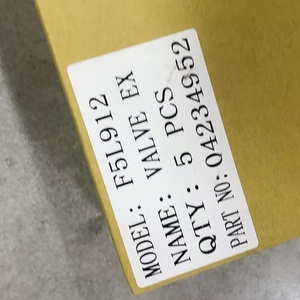 MODEL: F5L912
NAME: VALVE EX
QTY: 5 PCS
PART NO: 04234952